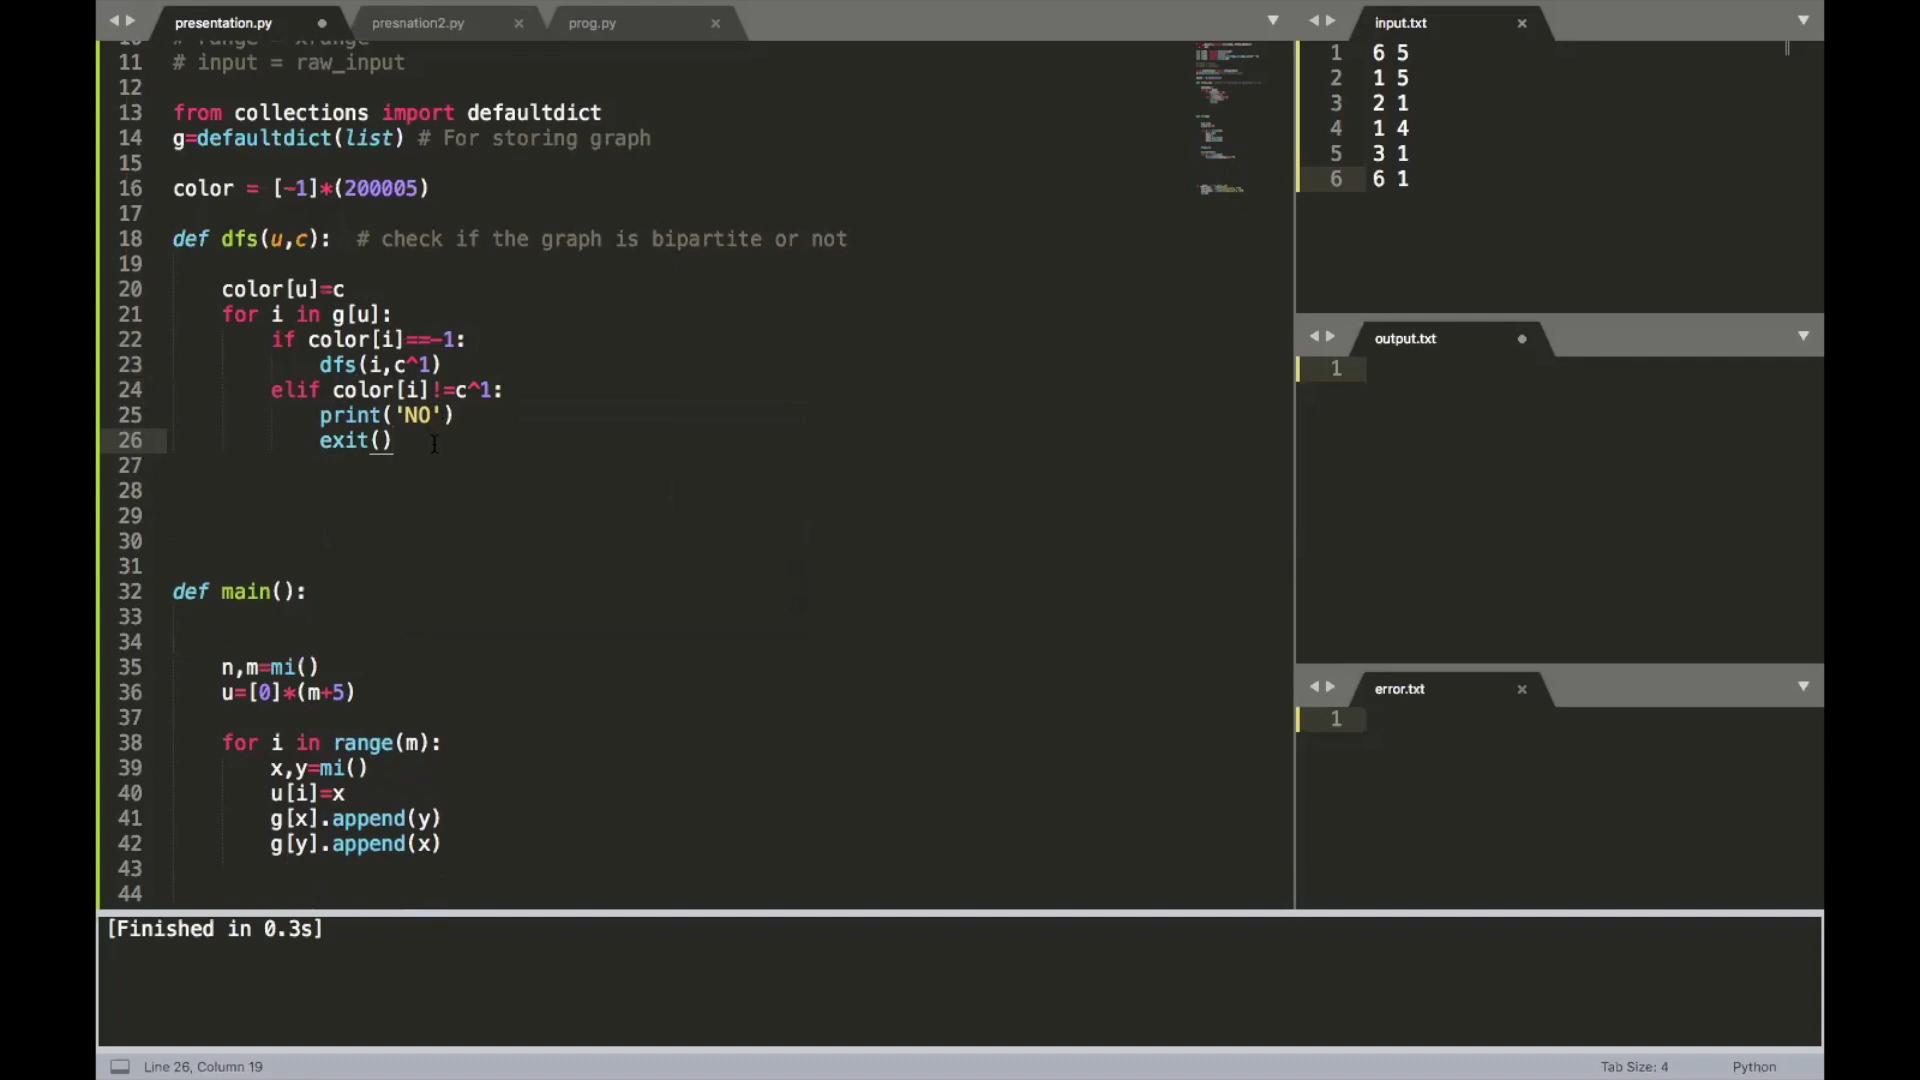 presentation.py presnation2.py prog.py
# range = xrange
11 # input = raw_input
12
13 from collections import defaultdict
14 g=defaultdict(list) # For storing graph
15
16 color = [-1]*(200005)
17
18 def dfs(u,c): # check if the graph is bipartite or not
19
20 color[u]=c
21 for i in g[u]:
22 if color[i]==-1:
23 dfs(i,c^1)
24 elif color[i]!=c^1:
25 print('NO')
26 exit()
27
28
29
30
31
32 def main():
33
34
35 n,m=mi()
36 u=[0]*(m+5)
37
38 for i in range(m):
39 x,y=mi()
40 u[i]=x
41 g[x].append(y)
42 g[y].append(x)
43
44
input.txt
1 6 5
2 1 5
3 2 1
4 1 4
5 3 1
6 6 1
output.txt
1
error.txt
1
[Finished in 0.3s]
Line 26, Column 19 Tab Size: 4 Python